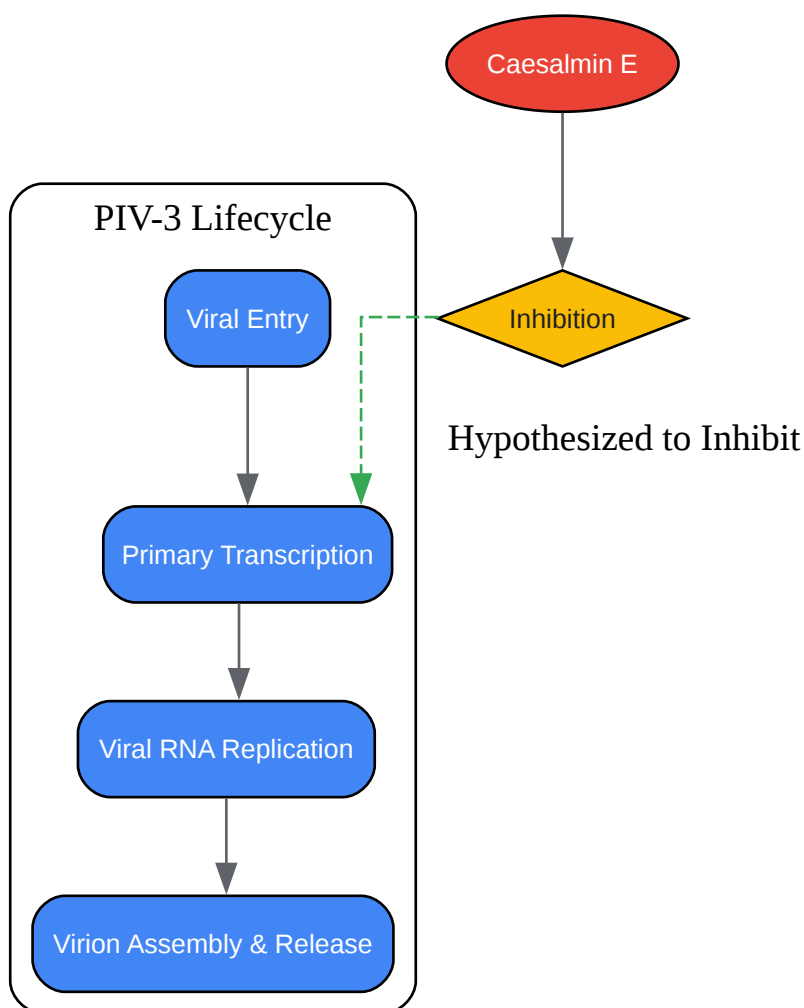 Caesalmin E
PIV-3 Lifecycle
Viral Entry
Inhibition
Hypothesized to Inhibit
Primary Transcription
Viral RNA Replication
Virion Assembly & Release